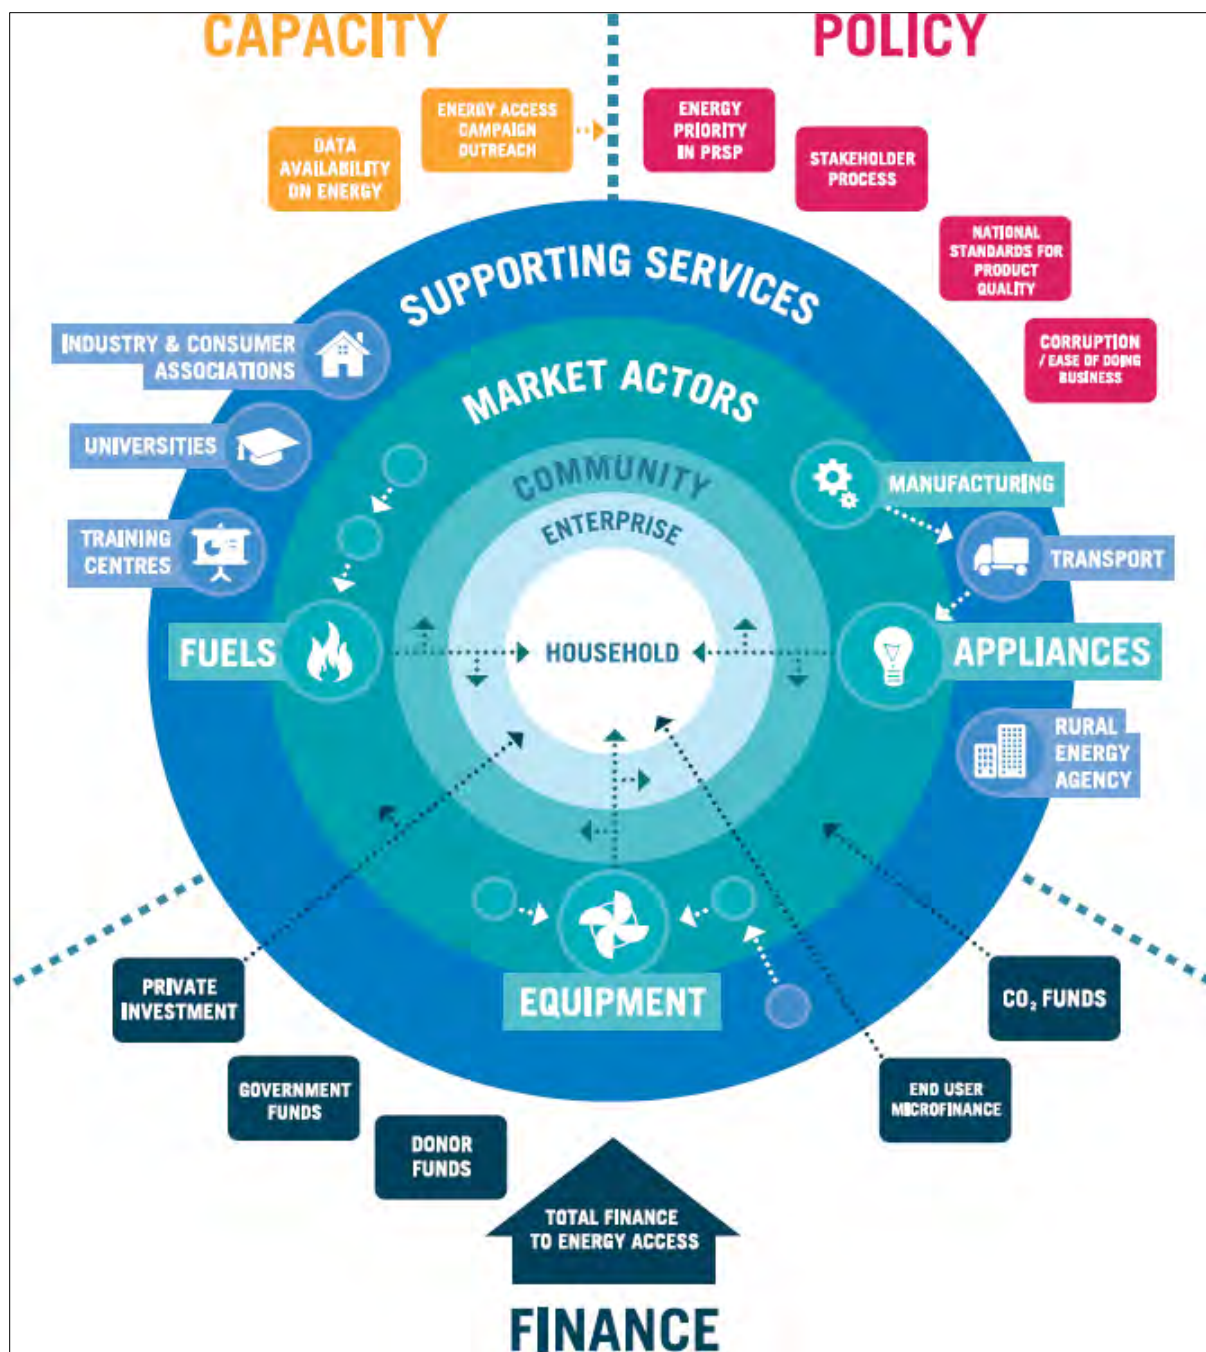 CAPACITY
POLICY
ENERGY ACCESS
CAMPAIGN
OUTREACH
DATA
AVAILABILITY
ON ENERGY
ENERGY
PRIORITY
IN PRSP
STAKEHOLDER
PROCESS
NATIONAL
STANDARDS FOR
PRODUCT
QUALITY
CORRUPTION
/ EASE OF DOING
BUSINESS
SUPPORTING SERVICES
MARKET ACTORS
COMMUNITY
ENTERPRISE
HOUSEHOLD
INDUSTRY & CONSUMER
ASSOCIATIONS
UNIVERSITIES
TRAINING
CENTRES
FUELS
MANUFACTURING
TRANSPORT
APPLIANCES
RURAL
ENERGY
AGENCY
EQUIPMENT
PRIVATE
INVESTMENT
GOVERNMENT
FUNDS
DONOR
FUNDS
CO₂ FUNDS
END USER
MICROFINANCE
TOTAL FINANCE
TO ENERGY ACCESS
FINANCE